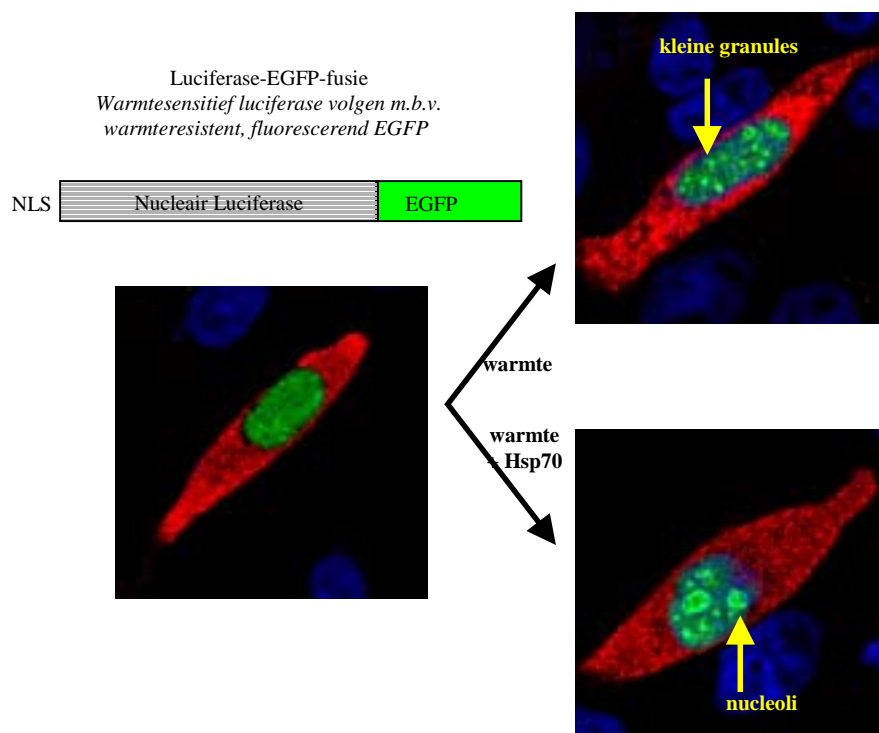 Luciferase-EGFP-fusie
Warmtesensitief luciferase volgen m.b.v.
warmteresistent, fluorescerend EGFP
NLS Nucleair Luciferase EGFP
kleine granules
warmte
warmte
+ Hsp70
nucleoli